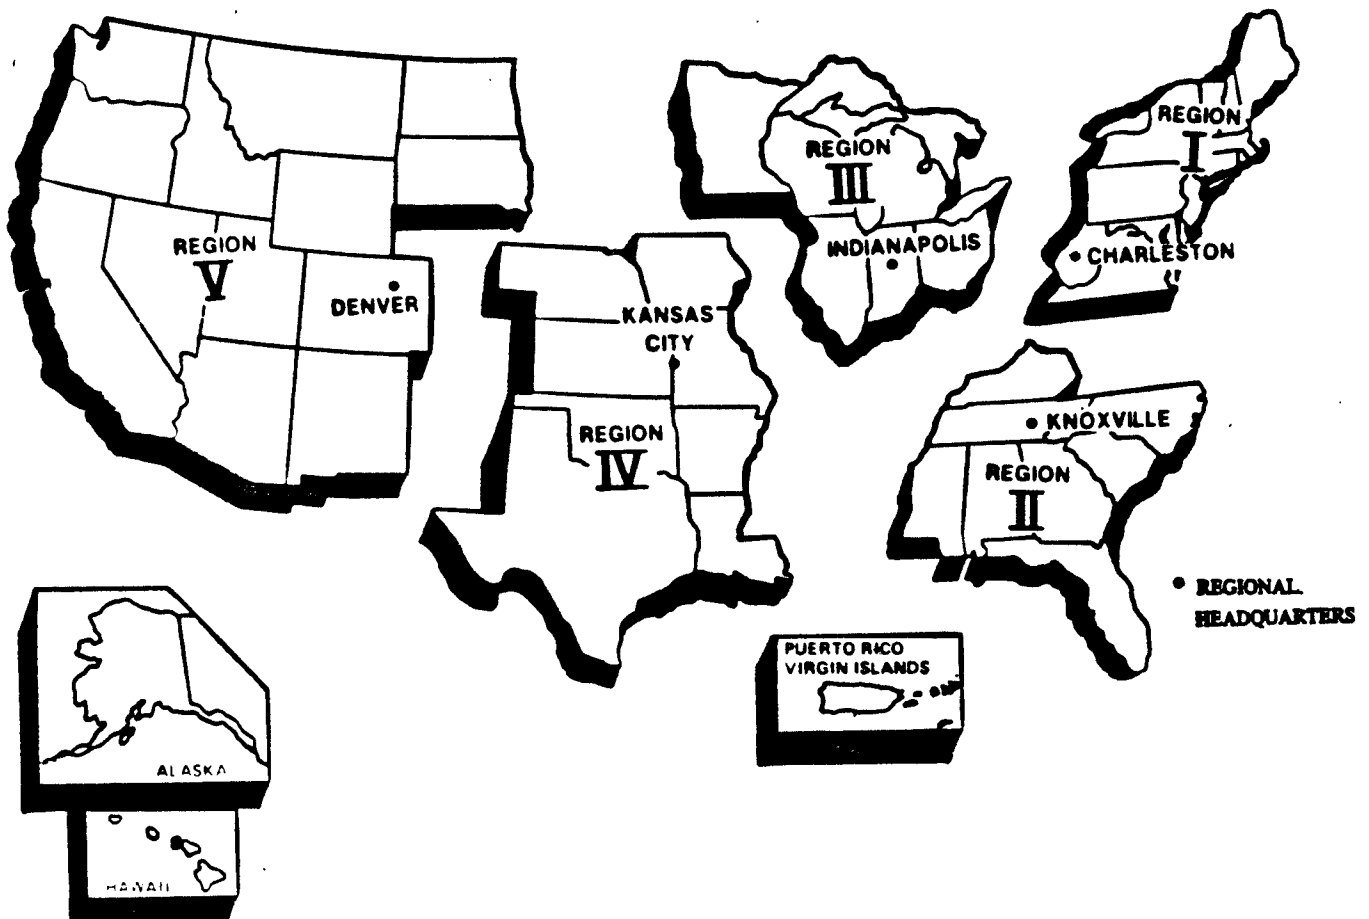 REGION
I
REGION
III
REGION
V
INDIANAPOLIS
CHARLESTON
DENVER
KANSAS
CITY
KNOXVILLE
REGION
IV
REGION
II
REGIONAL.
HEADQUARTERS
PUERTO RICO
VIRGIN ISLANDS
ALASKA
HAWAII